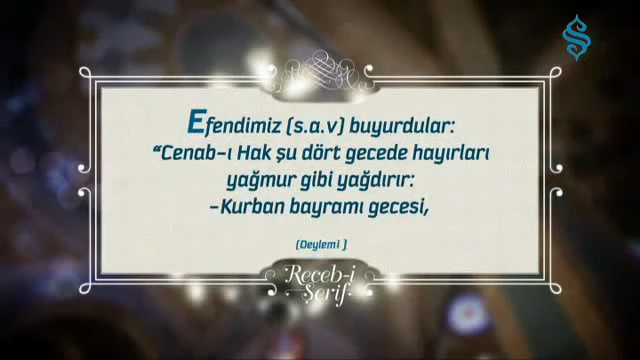 Efendimiz (s.a.v) buyurdular:
“Cenab-ı Hak şu dört gecede hayırları
yağmur gibi yağdırır:
-Kurban bayramı gecesi,
(Deylemi )
Receb-i
Şerif